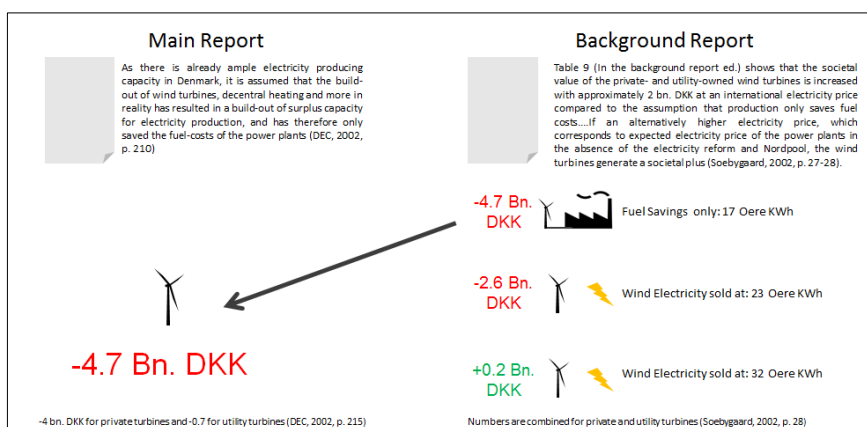 Main Report
As there is already ample electricity producing
capacity in Denmark, it is assumed that the build-
out of wind turbines, decentral heating and more in
reality has resulted in a build-out of surplus capacity
for electricity production, and has therefore only
saved the fuel-costs of the power plants (DEC, 2002,
p. 210)
-4.7 Bn. DKK
-4 bn. DKK for private turbines and -0.7 for utility turbines (DEC, 2002, p. 215)
Background Report
Table 9 (In the background report ed.) shows that the societal
value of the private- and utility-owned wind turbines is increased
with approximately 2 bn. DKK at an international electricity price
compared to the assumption that production only saves fuel
costs....If an alternatively higher electricity price, which
corresponds to expected electricity price of the power plants in
the absence of the electricity reform and Nordpool, the wind
turbines generate a societal plus (Soebygaard, 2002, p. 27-28).
-4.7 Bn.
DKK
Fuel Savings only: 17 Oere KWh
-2.6 Bn.
DKK
Wind Electricity sold at: 23 Oere KWh
+0.2 Bn.
DKK
Wind Electricity sold at: 32 Oere KWh
Numbers are combined for private and utility turbines (Soebygaard, 2002, p. 28)